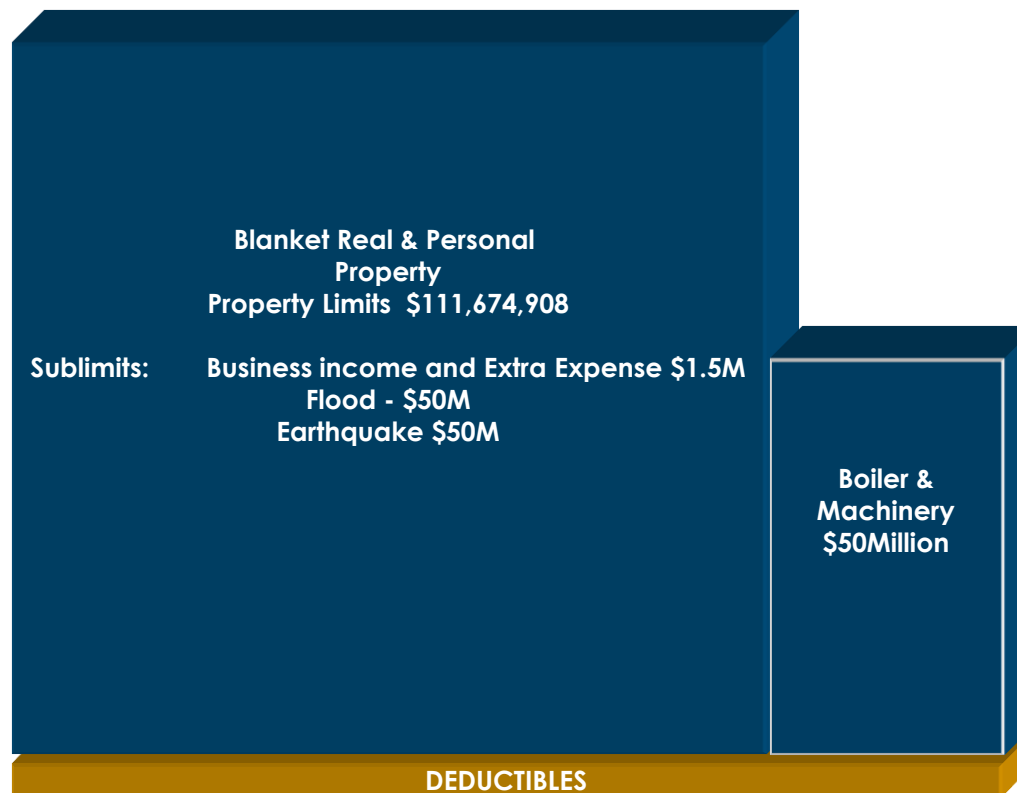 Blanket Real & Personal
Property
Property Limits $111,674,908
Sublimits: Business income and Extra Expense $1.5M
Flood - $50M
Earthquake $50M
Boiler &
Machinery
$50Million
DEDUCTIBLES